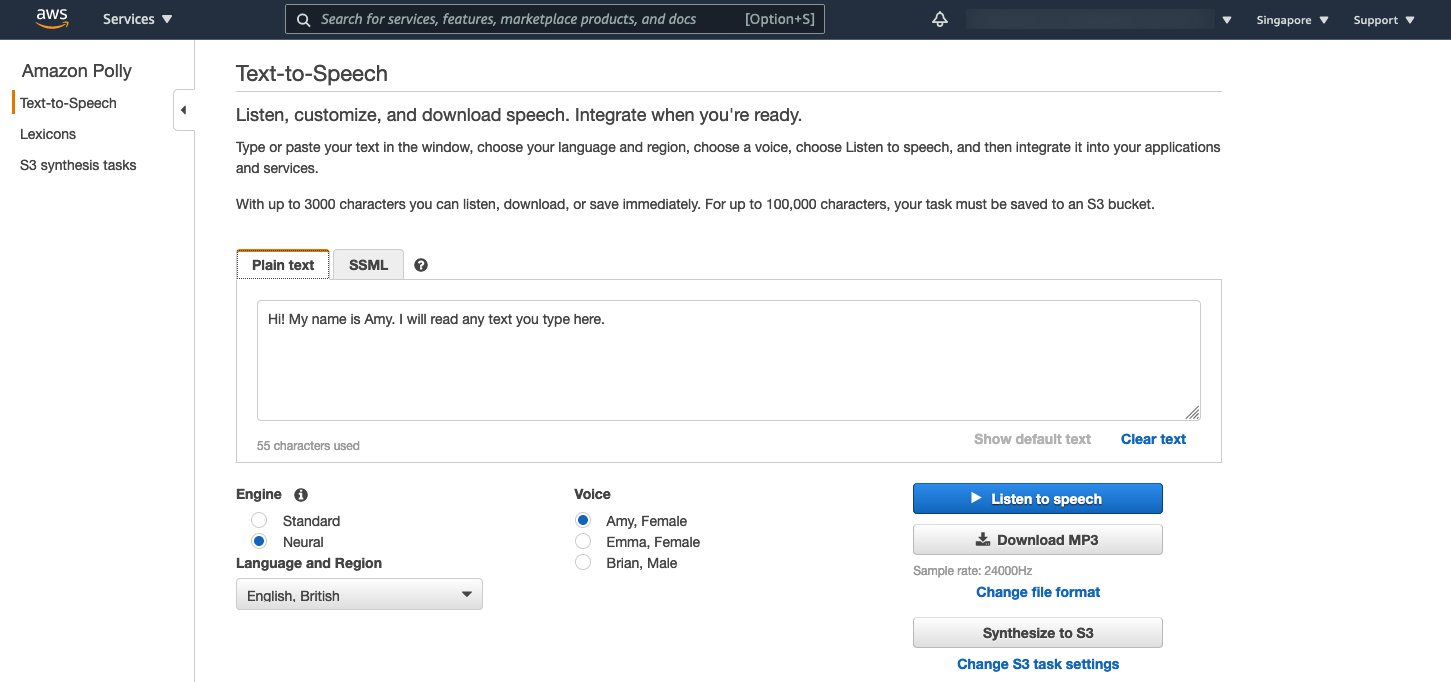 aws Services Search for services, features, marketplace products, and docs [Option+S] Singapore Support
Amazon Polly
Text-to-Speech
Lexicons
S3 synthesis tasks
Text-to-Speech
Listen, customize, and download speech. Integrate when you're ready.
Type or paste your text in the window, choose your language and region, choose a voice, choose Listen to speech, and then integrate it into your applications
and services.
With up to 3000 characters you can listen, download, or save immediately. For up to 100,000 characters, your task must be saved to an S3 bucket.
Plain text SSML
Hi! My name is Amy. I will read any text you type here.
55 characters used
Show default text Clear text
Engine
Standard
Neural
Language and Region
English, British
Voice
Amy, Female
Emma, Female
Brian, Male
Listen to speech
Download MP3
Sample rate: 24000Hz
Change file format
Synthesize to S3
Change S3 task settings